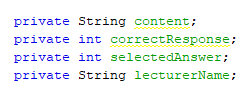 private String content;
private int correctResponse;
private int selectedAnswer;
private String lecturerName;